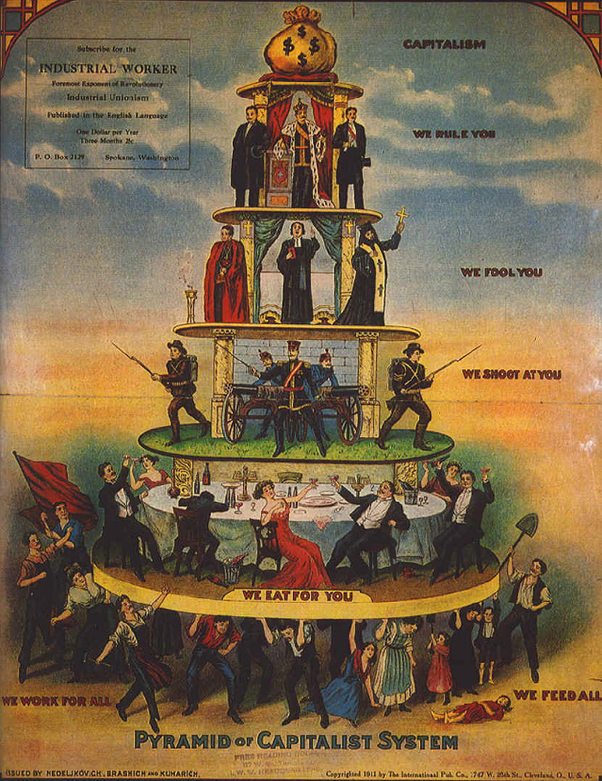 Subscribe for the
INDUSTRIAL WORKER
Foremost Exponent of Revolutionary
Industrial Unionism
Published in the English Language
One Dollar per Year
Three Months 25c
P. O. Box 2129 Spokane, Washington
CAPITALISM
WE RULE YOU
WE FOOL YOU
WE SHOOT AT YOU
WE EAT FOR YOU
WE WORK FOR ALL
WE FEED ALL
PYRAMID OF CAPITALIST SYSTEM
FREE READING
I.W.W. HEADQUARTERS
ISSUED BY NEDELJKOVICH, BRASHICH AND KUHARICH.
Copyrighted 1911 by The International Pub. Co., 1747 W. 25th St., Cleveland, O., U. S. A.